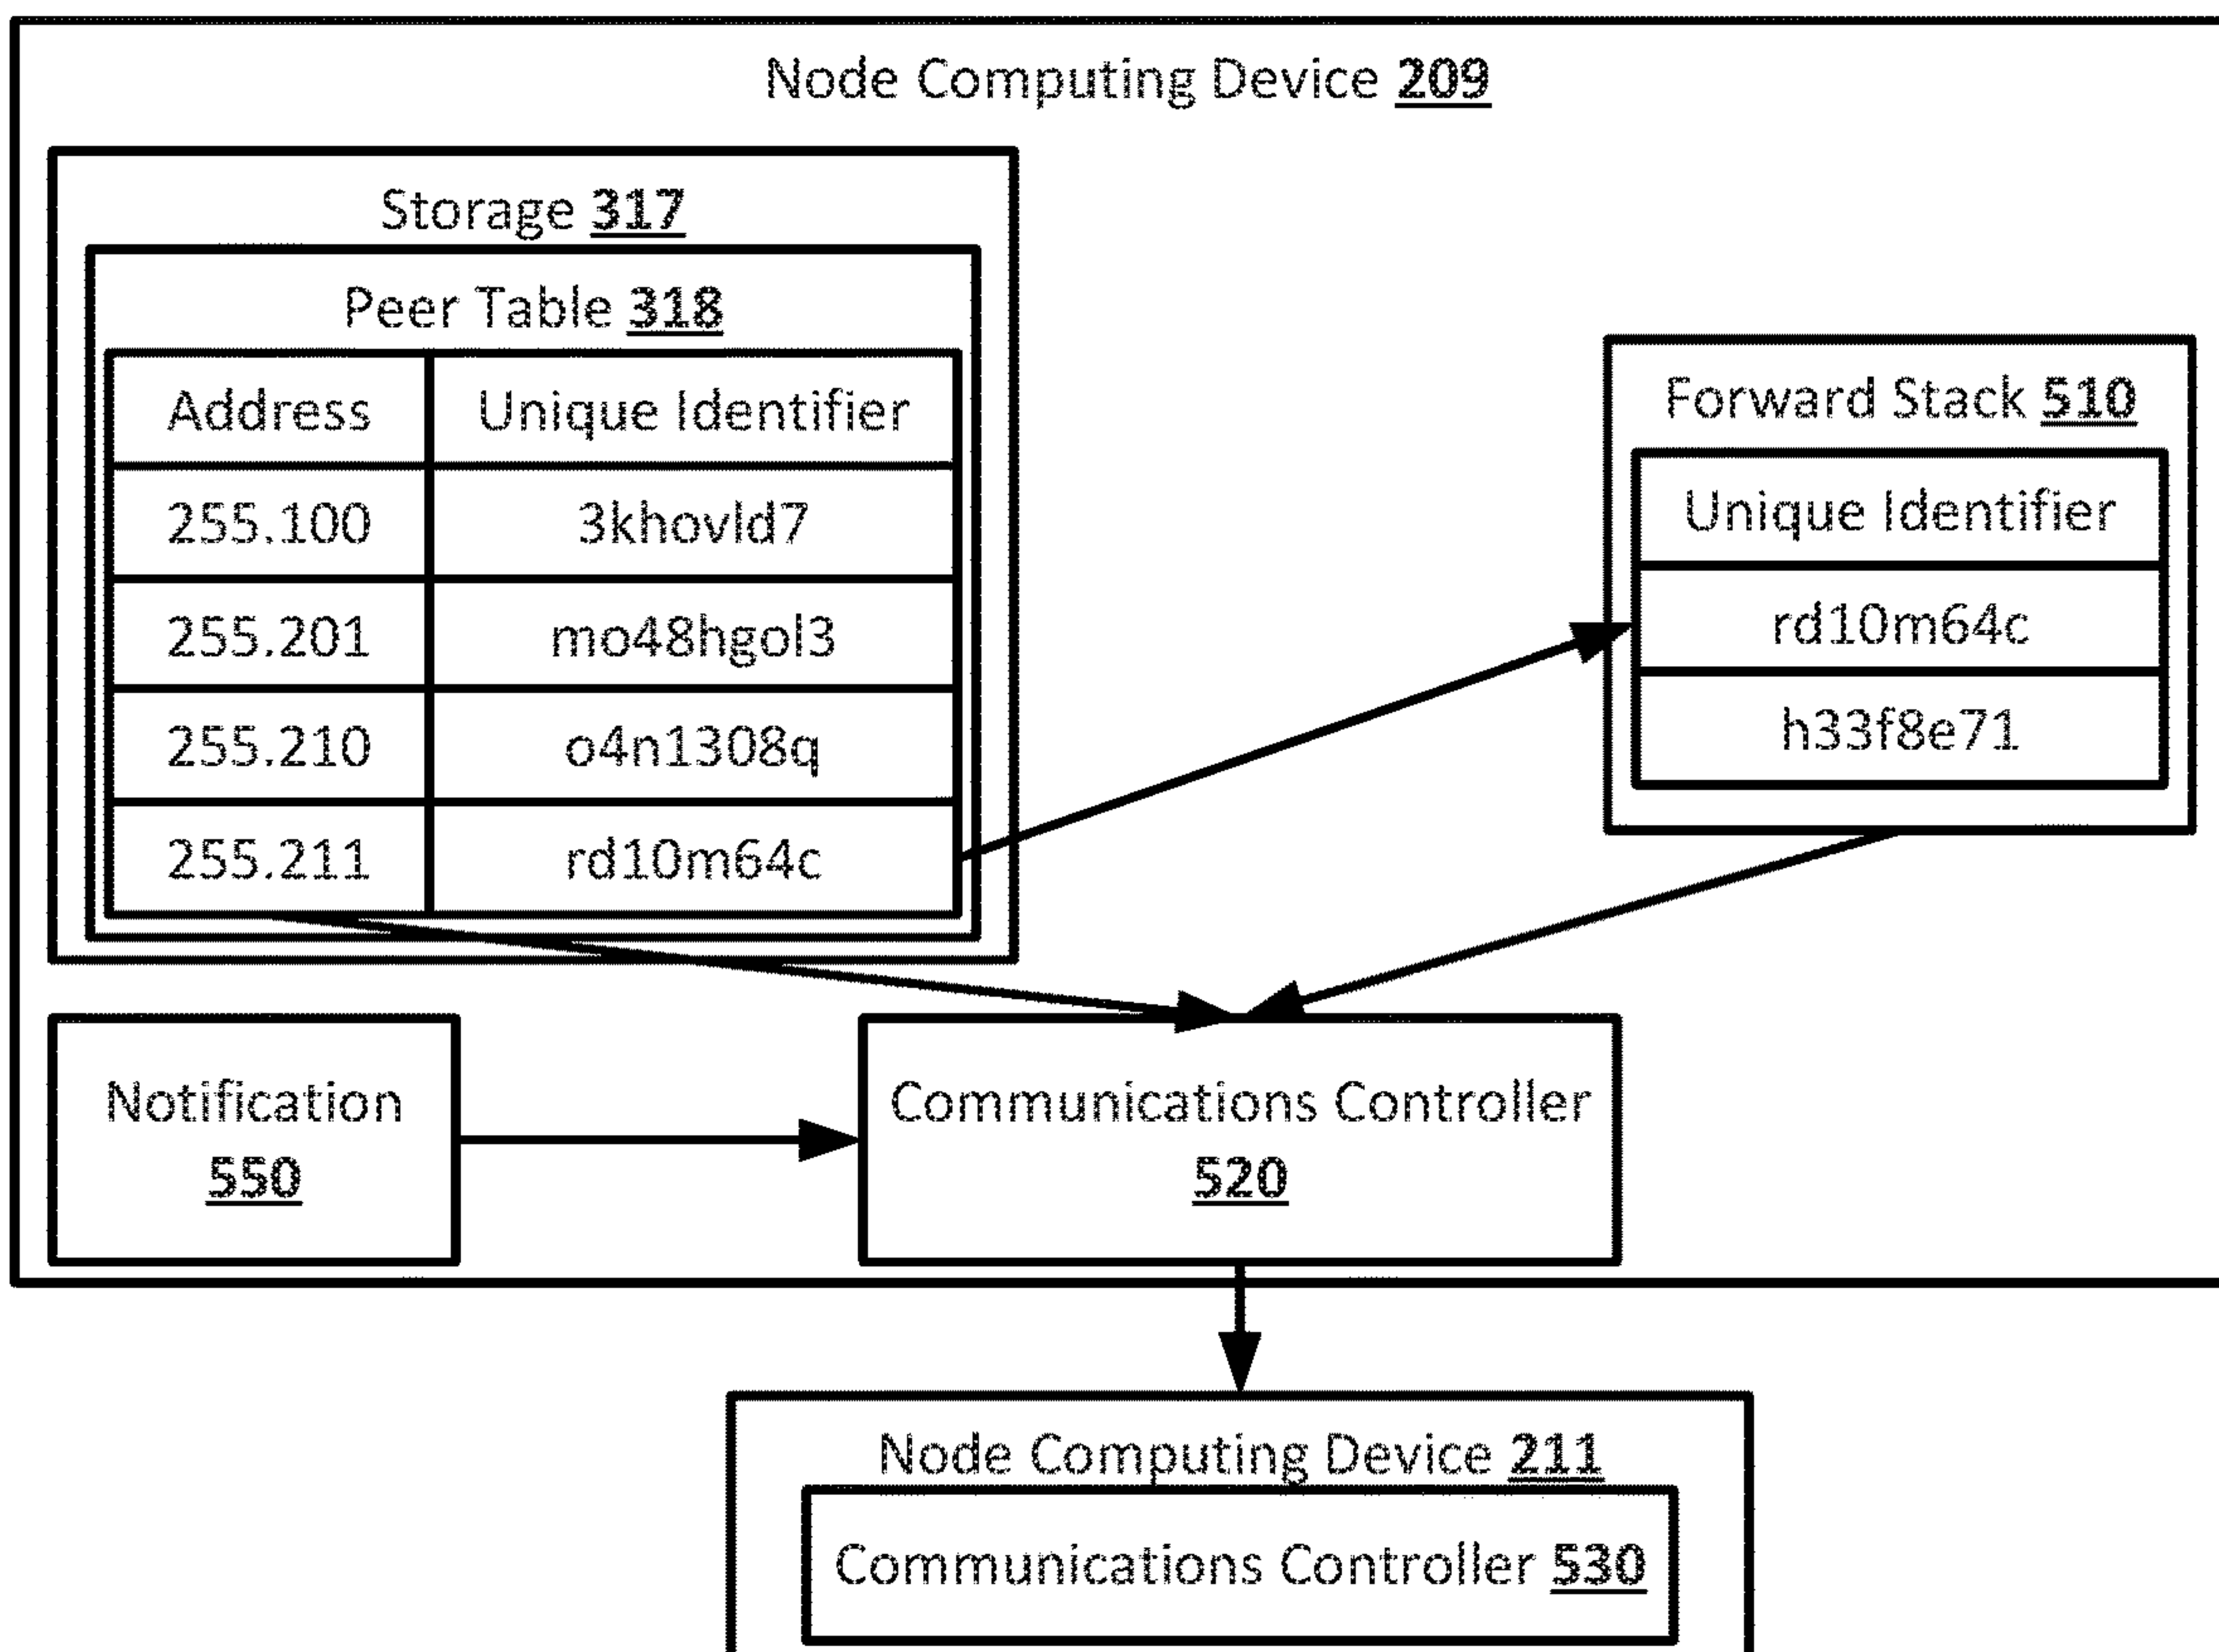 Node Computing Device 209
Storage 317
Peer Table 318
Address Unique Identifier
255.100 3khovld7
255.201 mo48hgol3
255.210 o4n1308q
255.211 rd10m64c
Forward Stack 510
Unique Identifier
rd10m64c
h33f8e71
Notification
550
Communications Controller
520
Node Computing Device 211
Communications Controller 530